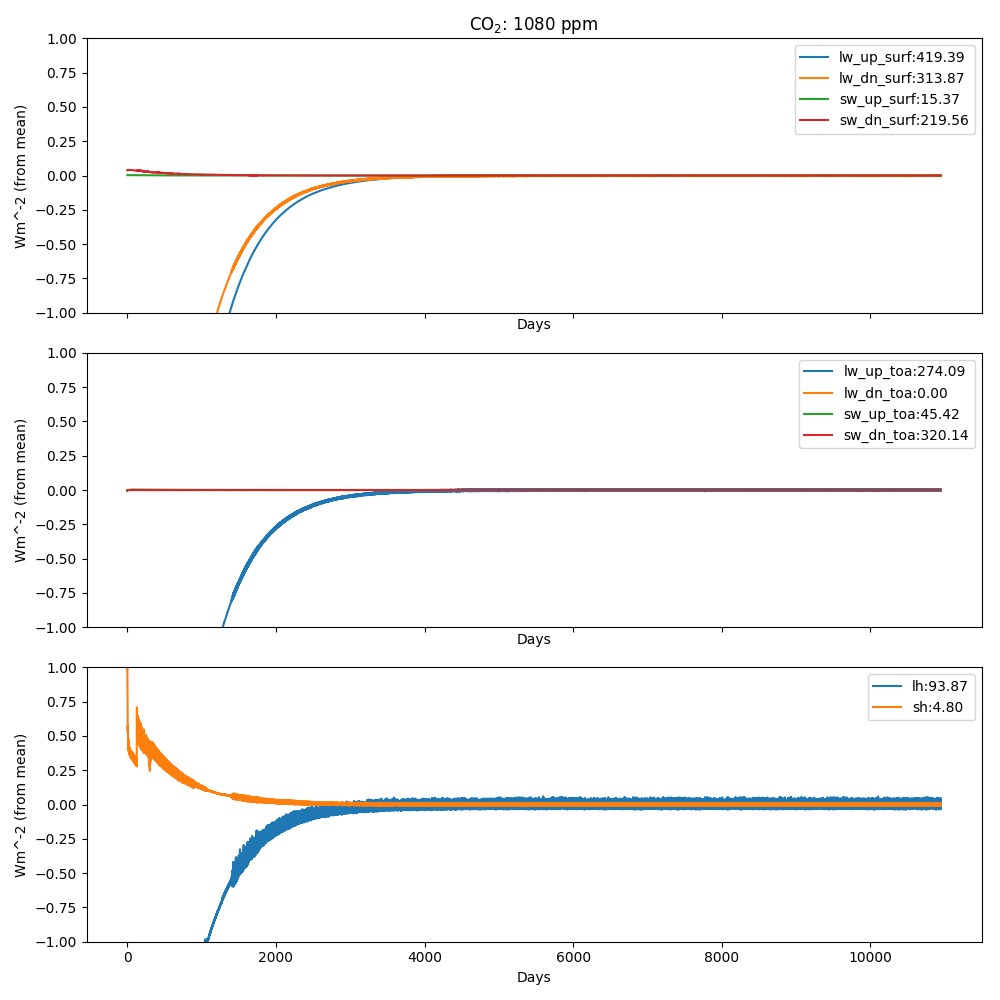 CO₂: 1080 ppm
1.00
0.75
0.50
0.25
0.00
−0.25
−0.50
−0.75
−1.00
Wm^-2 (from mean)
lw_up_surf:419.39
lw_dn_surf:313.87
sw_up_surf:15.37
sw_dn_surf:219.56
Days
1.00
0.75
0.50
0.25
0.00
−0.25
−0.50
−0.75
−1.00
Wm^-2 (from mean)
lw_up_toa:274.09
lw_dn_toa:0.00
sw_up_toa:45.42
sw_dn_toa:320.14
Days
1.00
0.75
0.50
0.25
0.00
−0.25
−0.50
−0.75
−1.00
Wm^-2 (from mean)
lh:93.87
sh:4.80
0 2000 4000 6000 8000 10000
Days